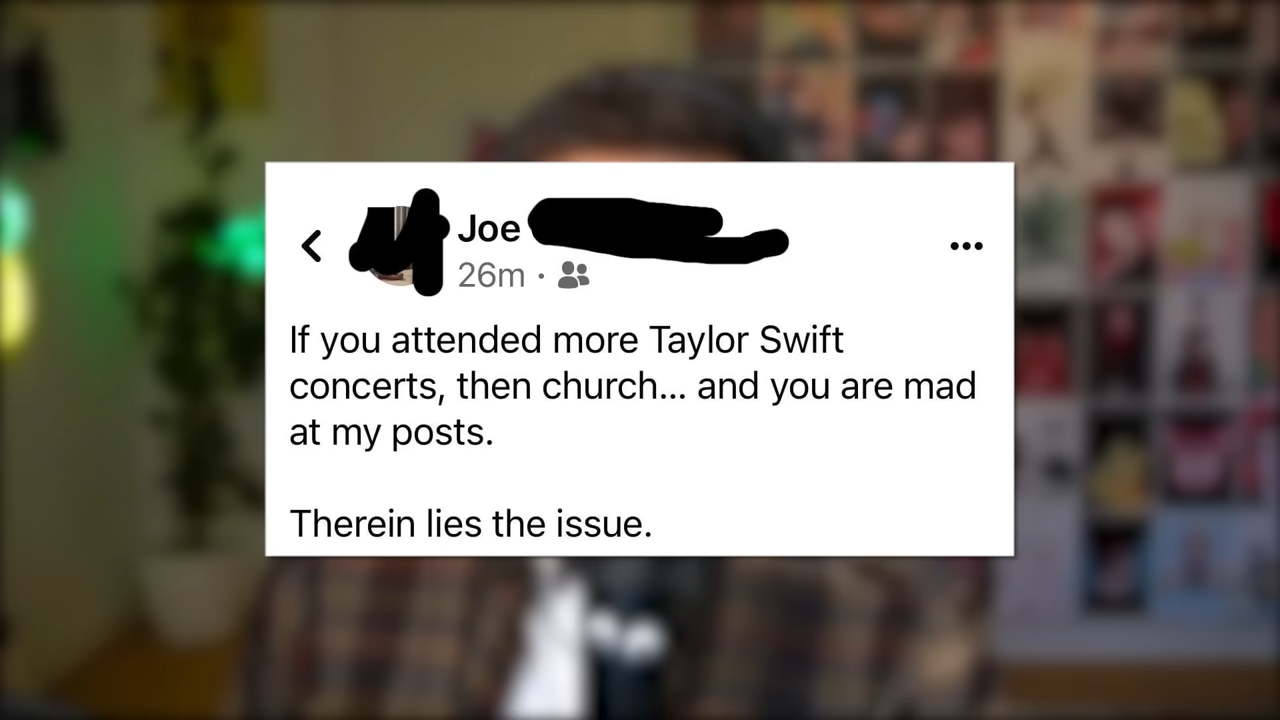 Joe
26m ·
If you attended more Taylor Swift
concerts, then church... and you are mad
at my posts.
Therein lies the issue.